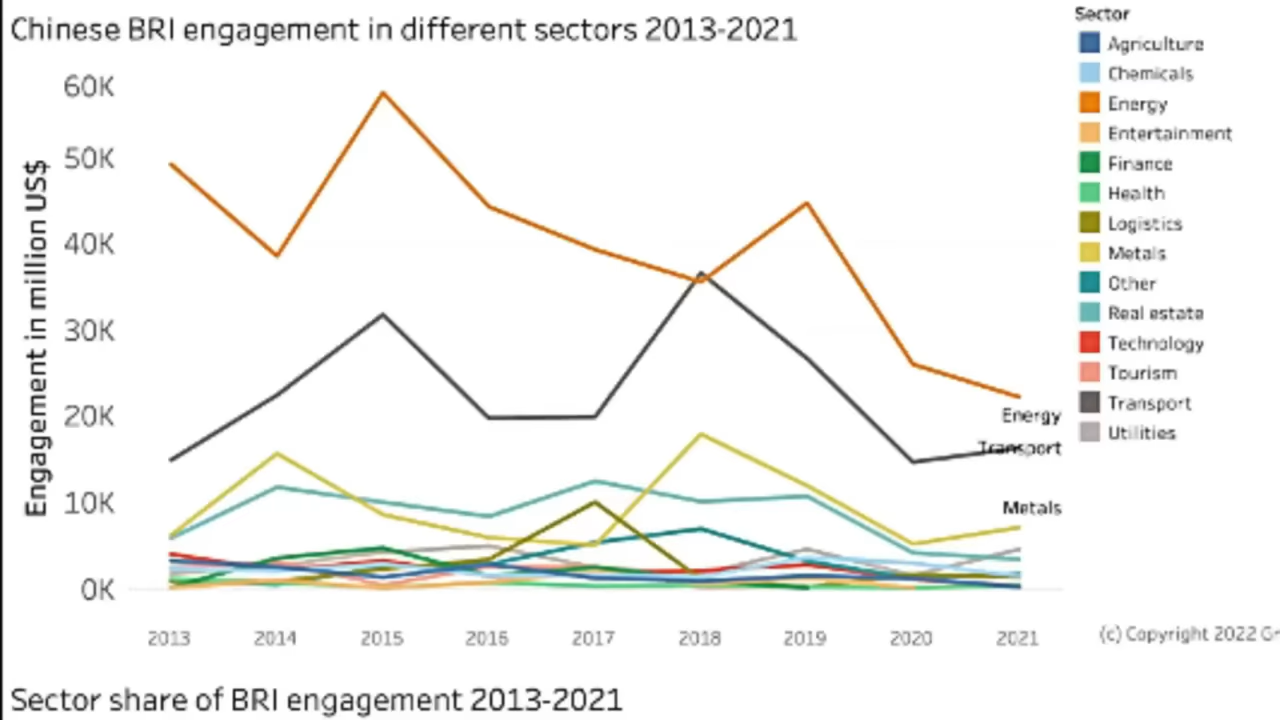 Chinese BRI engagement in different sectors 2013-2021
Sector
Agriculture
Chemicals
Energy
Entertainment
Finance
Health
Logistics
Metals
Other
Real estate
Technology
Tourism
Transport
Utilities
Engagement in million US$
60K
50K
40K
30K
20K
10K
0K
Energy
Transport
Metals
2013
2014
2015
2016
2017
2018
2019
2020
2021
(c) Copyright 2022 Gr
Sector share of BRI engagement 2013-2021